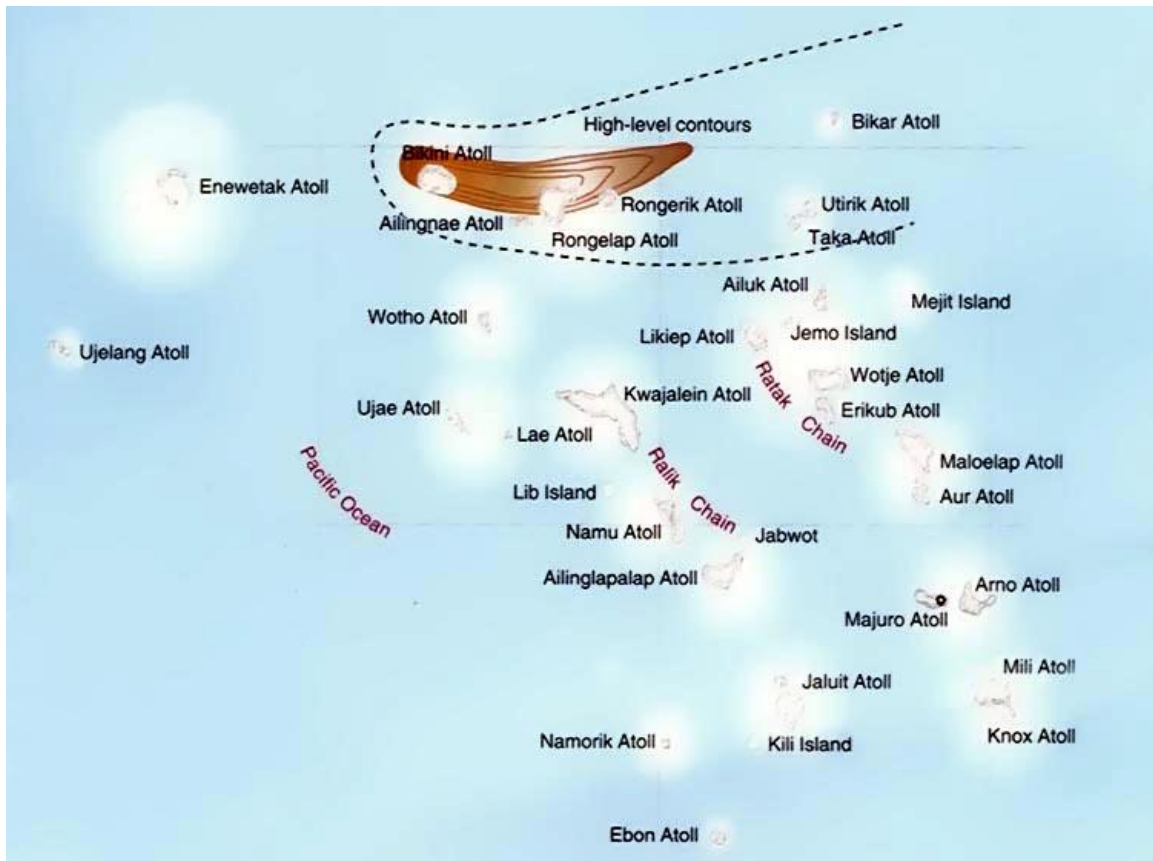 High-level contours
Bikar Atoll
Bikini Atoll
Enewetak Atoll
Rongerik Atoll
Utirik Atoll
Ailingnae Atoll
Rongelap Atoll
Taka Atoll
Ailuk Atoll
Mejit Island
Wotho Atoll
Likiep Atoll
Jemo Island
Ujelang Atoll
Ratak Chain
Wotje Atoll
Kwajalein Atoll
Ujae Atoll
Erikub Atoll
Lae Atoll
Maloelap Atoll
Pacific Ocean
Ralik Chain
Lib Island
Aur Atoll
Namu Atoll
Jabwot
Ailinglapalap Atoll
Arno Atoll
Majuro Atoll
Mili Atoll
Jaluit Atoll
Namorik Atoll
Kili Island
Knox Atoll
Ebon Atoll